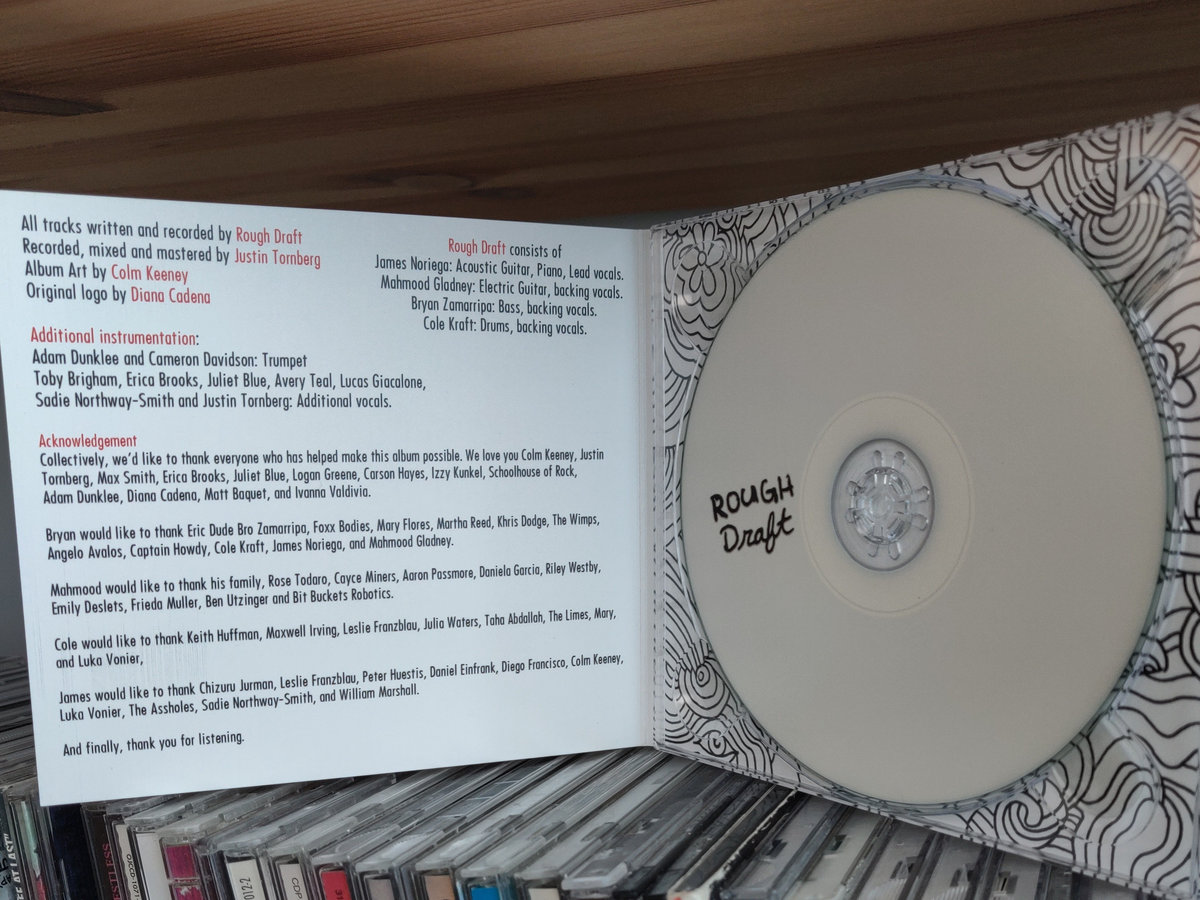 All tracks written and recorded by Rough Draft
Recorded, mixed and mastered by Justin Tornberg
Album Art by Colm Keeney
Original logo by Diana Cadena
Rough Draft consists of
James Noriega: Acoustic Guitar, Piano, Lead vocals.
Mahmood Gladney: Electric Guitar, backing vocals.
Bryan Zamarripa: Bass, backing vocals.
Cole Kraft: Drums, backing vocals.
Additional instrumentation:
Adam Dunklee and Cameron Davidson: Trumpet
Toby Brigham, Erica Brooks, Juliet Blue, Avery Teal, Lucas Giacalone,
Sadie Northway-Smith and Justin Tornberg: Additional vocals.
Acknowledgement
Collectively, we'd like to thank everyone who has helped make this album possible. We love you Colm Keeney, Justin
Tornberg, Max Smith, Erica Brooks, Juliet Blue, Logan Greene, Carson Hayes, Izzy Kunkel, Schoolhouse of Rock,
Adam Dunklee, Diana Cadena, Matt Baquet, and Ivanna Valdivia.
Bryan would like to thank Eric Dude Bro Zamarripa, Foxx Bodies, Mary Flores, Martha Reed, Khris Dodge, The Wimps,
Angelo Avalos, Captain Howdy, Cole Kraft, James Noriega, and Mahmood Gladney.
Mahmood would like to thank his family, Rose Todaro, Cayce Miners, Aaron Passmore, Daniela Garcia, Riley Westby,
Emily Deslets, Frieda Muller, Ben Utzinger and Bit Buckets Robotics.
Cole would like to thank Keith Huffman, Maxwell Irving, Leslie Franzblau, Julia Waters, Taha Abdallah, The Limes, Mary,
and Luka Vonier,
James would like to thank Chizuru Jurman, Leslie Franzblau, Peter Huestis, Daniel Einfrank, Diego Francisco, Colm Keeney,
Luka Vonier, The Assholes, Sadie Northway-Smith, and William Marshall.
And finally, thank you for listening.
ROUGH
Draft
AT LAST"
CDP